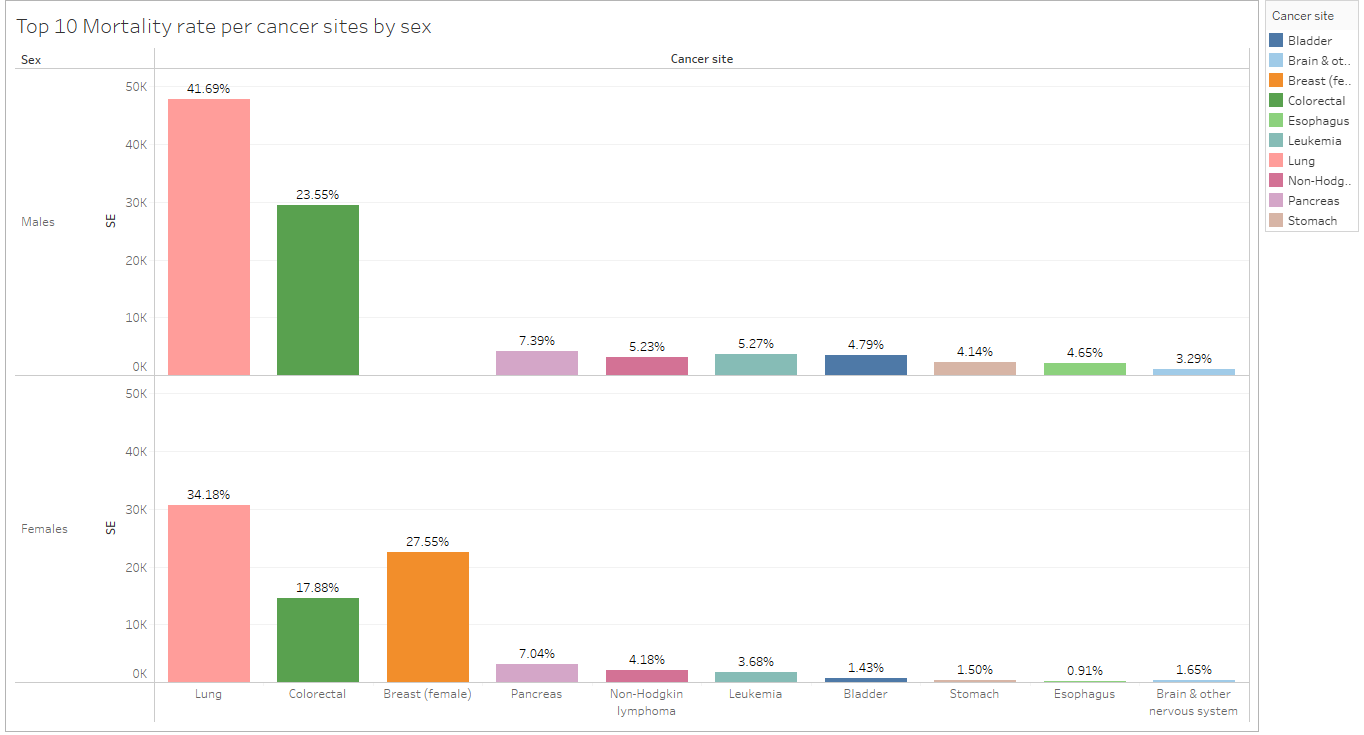 Top 10 Mortality rate per cancer sites by sex
Sex
Cancer site
Males
SE
50K
40K
30K
20K
10K
0K
41.69%
23.55%
7.39%
5.23%
5.27%
4.79%
4.14%
4.65%
3.29%
Females
SE
50K
40K
30K
20K
10K
0K
34.18%
17.88%
27.55%
7.04%
4.18%
3.68%
1.43%
1.50%
0.91%
1.65%
Lung
Colorectal
Breast (female)
Pancreas
Non-Hodgkin
lymphoma
Leukemia
Bladder
Stomach
Esophagus
Brain & other
nervous system
Cancer site
Bladder
Brain & ot..
Breast (fe..
Colorectal
Esophagus
Leukemia
Lung
Non-Hodg..
Pancreas
Stomach